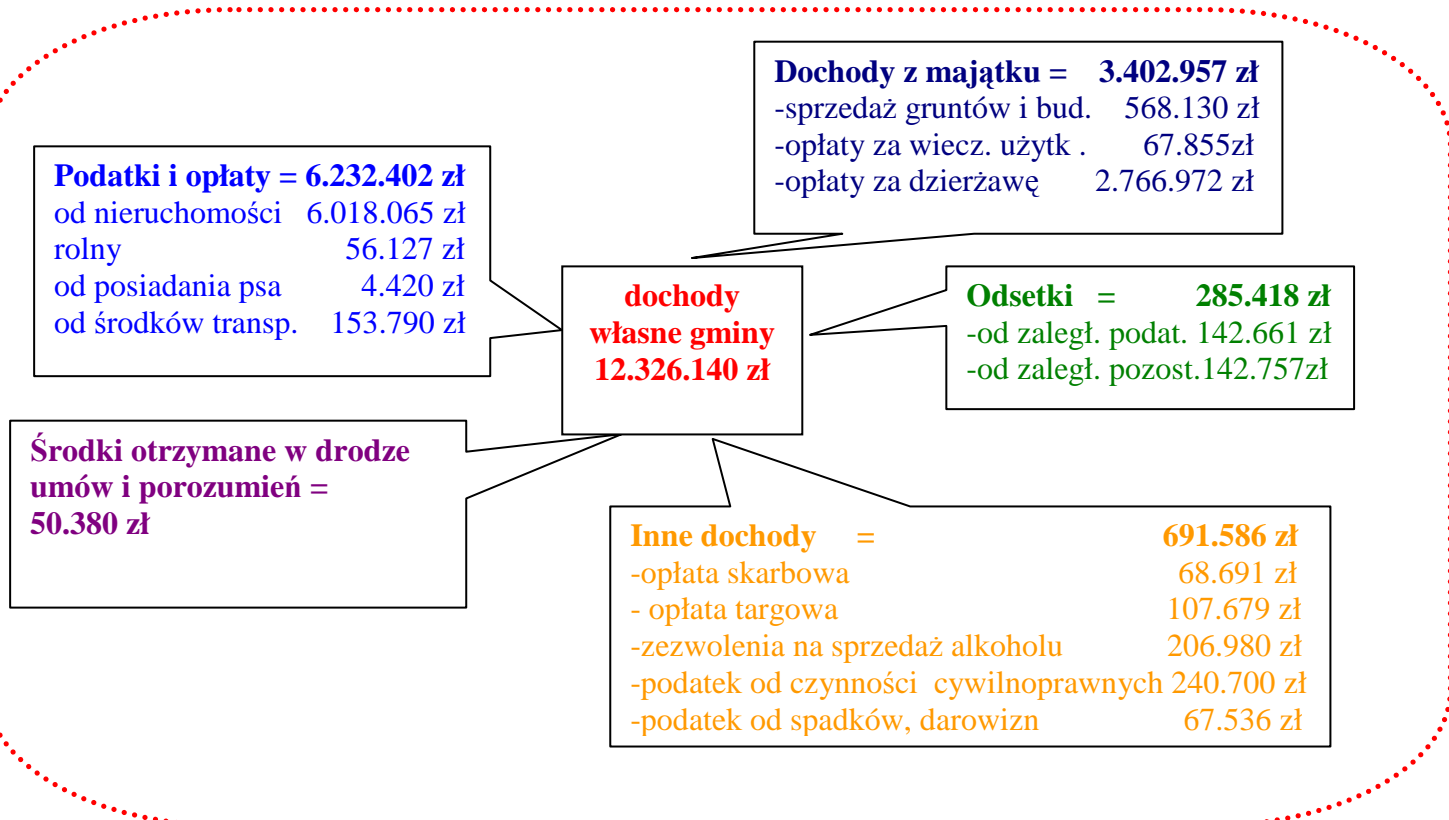 Dochody z majątku = 3.402.957 zł
-sprzedaż gruntów i bud. 568.130 zł
-opłaty za wiecz. użytk . 67.855zł
-opłaty za dzierżawę 2.766.972 zł
Podatki i opłaty = 6.232.402 zł
od nieruchomości 6.018.065 zł
rolny 56.127 zł
od posiadania psa 4.420 zł
od środków transp. 153.790 zł
dochody
własne gminy
12.326.140 zł
Odsetki = 285.418 zł
-od zaległ. podat. 142.661 zł
-od zaległ. pozost.142.757zł
Środki otrzymane w drodze
umów i porozumień =
50.380 zł
Inne dochody = 691.586 zł
-opłata skarbowa 68.691 zł
- opłata targowa 107.679 zł
-zezwolenia na sprzedaż alkoholu 206.980 zł
-podatek od czynności cywilnoprawnych 240.700 zł
-podatek od spadków, darowizn 67.536 zł